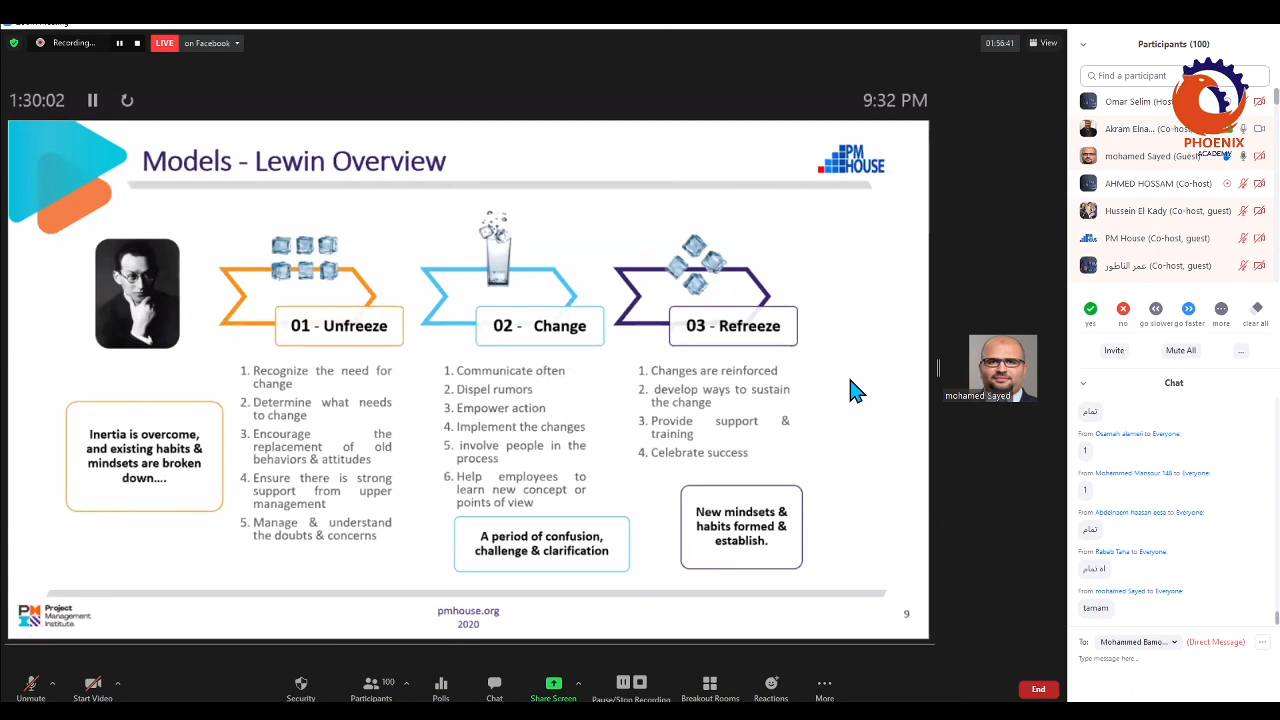 Recording...
LIVE
on Facebook
01:56:41
View
Participants (100)
Find a participant
1:30:02
9:32 PM
Omar Selim (Hos
Akram Elna... (Co-host
mohamed Sayed (Guest)
AHMED HOSSAM (Co-host)
Hussein El Kady (Co-host, guest)
PM House (Co-host, guest)
عمر الناطور (Co-host, guest)
PHOENIX
ACADEMY
yes
no
go slower
go faster
more
clear all
Invite
Mute All
...
Models - Lewin Overview
PM
HOUSE
01 - Unfreeze
1. Recognize the need for
change
2. Determine what needs
to change
3. Encourage the
replacement of old
behaviors & attitudes
4. Ensure there is strong
support from upper
management
5. Manage & understand
the doubts & concerns
Inertia is overcome,
and existing habits &
mindsets are broken
down....
02 - Change
1. Communicate often
2. Dispel rumors
3. Empower action
4. Implement the changes
5. involve people in the
process
6. Help employees to
learn new concept or
points of view
A period of confusion,
challenge & clarification
03 - Refreeze
1. Changes are reinforced
2. develop ways to sustain
the change
3. Provide support &
training
4. Celebrate success
New mindsets &
habits formed &
establish.
Project
Management
Institute.
pmhouse.org
2020
9
mohamed Sayed
Chat
تمام
From Osamah alameri to Everyone:
1
From Mohammed Mansour 148 to Everyone:
1
From Abdelnaem hassan eesa to Everyone:
تمام
From Rabab Taha to Everyone:
اه تمام
From mohamed Sayed to Everyone:
tamam
To: Mohammed Bamo... (Direct Message)
...
Type message here...
Unmute
Start Video
Security
Participants
100
Polls
Chat
Share Screen
Pause/Stop Recording
Breakout Rooms
Reactions
More
End